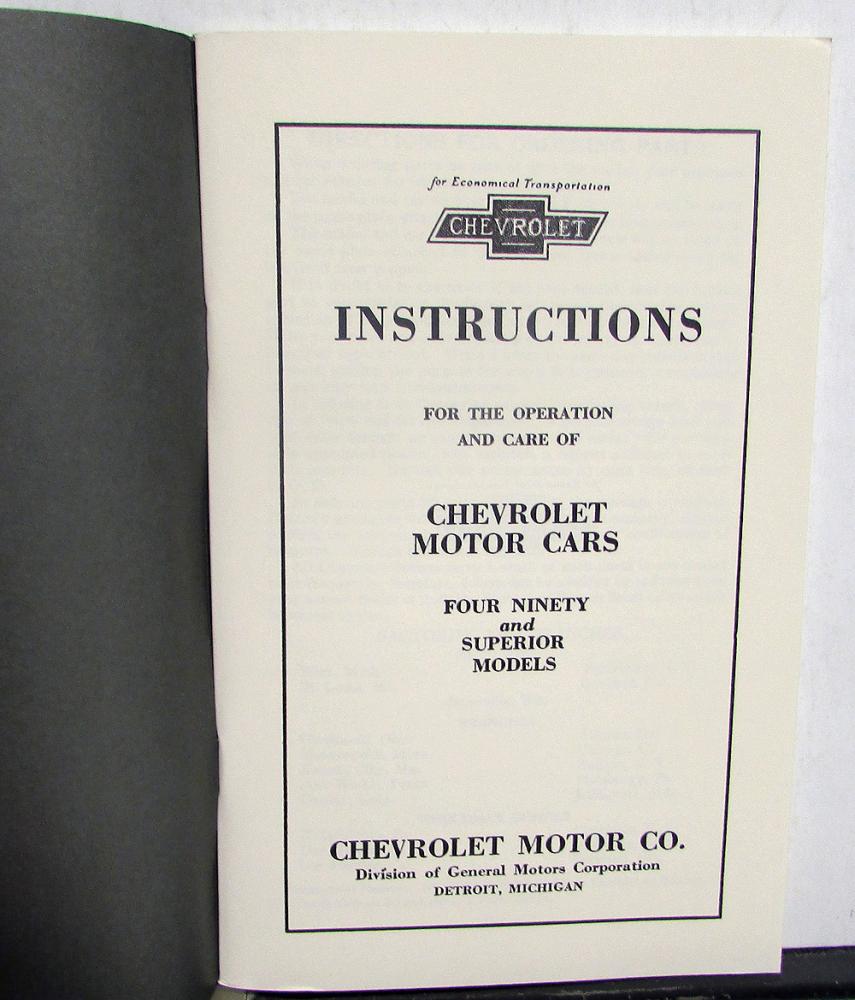 for Economical Transportation
CHEVROLET
INSTRUCTIONS
FOR THE OPERATION
AND CARE OF
CHEVROLET
MOTOR CARS
FOUR NINETY
and
SUPERIOR
MODELS
CHEVROLET MOTOR CO.
Division of General Motors Corporation
DETROIT, MICHIGAN